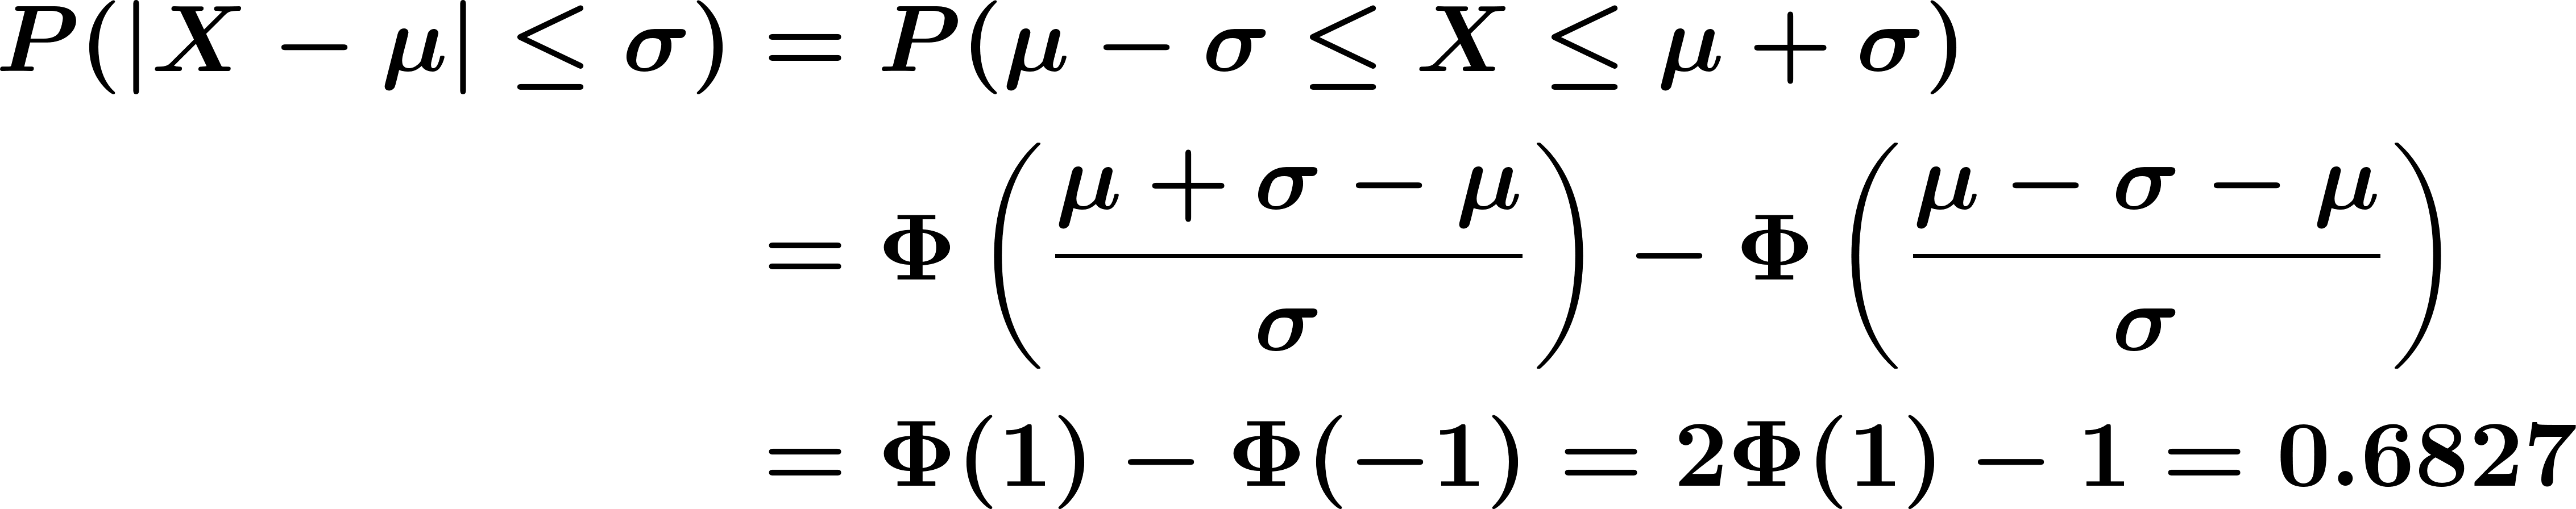 P(|X − μ| ≤ σ) = P(μ − σ ≤ X ≤ μ + σ)
= Φ((μ + σ − μ)/σ) − Φ((μ − σ − μ)/σ)
= Φ(1) − Φ(−1) = 2Φ(1) − 1 = 0.6827